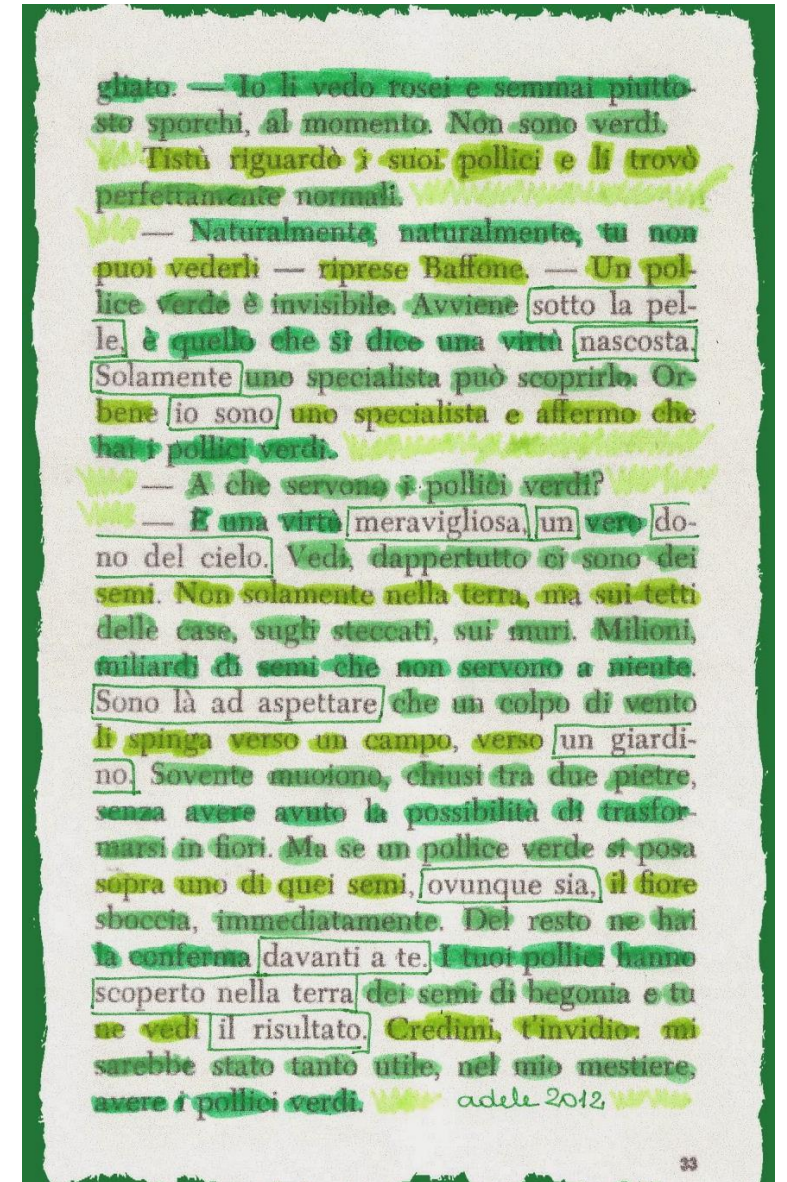 gliato. — Io li vedo rosei e semmai piutto-
sto sporchi, al momento. Non sono verdi.
Tistù riguardò i suoi pollici e li trovò
perfettamente normali.
— Naturalmente, naturalmente, tu non
puoi vederli — riprese Baffone. — Un pol-
lice verde è invisibile. Avviene sotto la pel-
le, è quello che si dice una virtù nascosta.
Solamente uno specialista può scoprirlo. Or-
bene io sono uno specialista e affermo che
hai i pollici verdi.
— A che servono i pollici verdi?
— È una virtù meravigliosa, un vero do-
no del cielo. Vedi, dappertutto ci sono dei
semi. Non solamente nella terra, ma sui tetti
delle case, sugli steccati, sui muri. Milioni,
miliardi di semi che non servono a niente.
Sono là ad aspettare che un colpo di vento
li spinga verso un campo, verso un giardi-
no. Sovente muoiono, chiusi tra due pietre,
senza avere avuto la possibilità di trasfor-
marsi in fiori. Ma se un pollice verde si posa
sopra uno di quei semi, ovunque sia, il fiore
sboccia, immediatamente. Del resto ne hai
la conferma davanti a te. I tuoi pollici hanno
scoperto nella terra dei semi di begonia e tu
ne vedi il risultato. Credimi, t'invidio: mi
sarebbe stato tanto utile, nel mio mestiere,
avere i pollici verdi. adele 2012
33